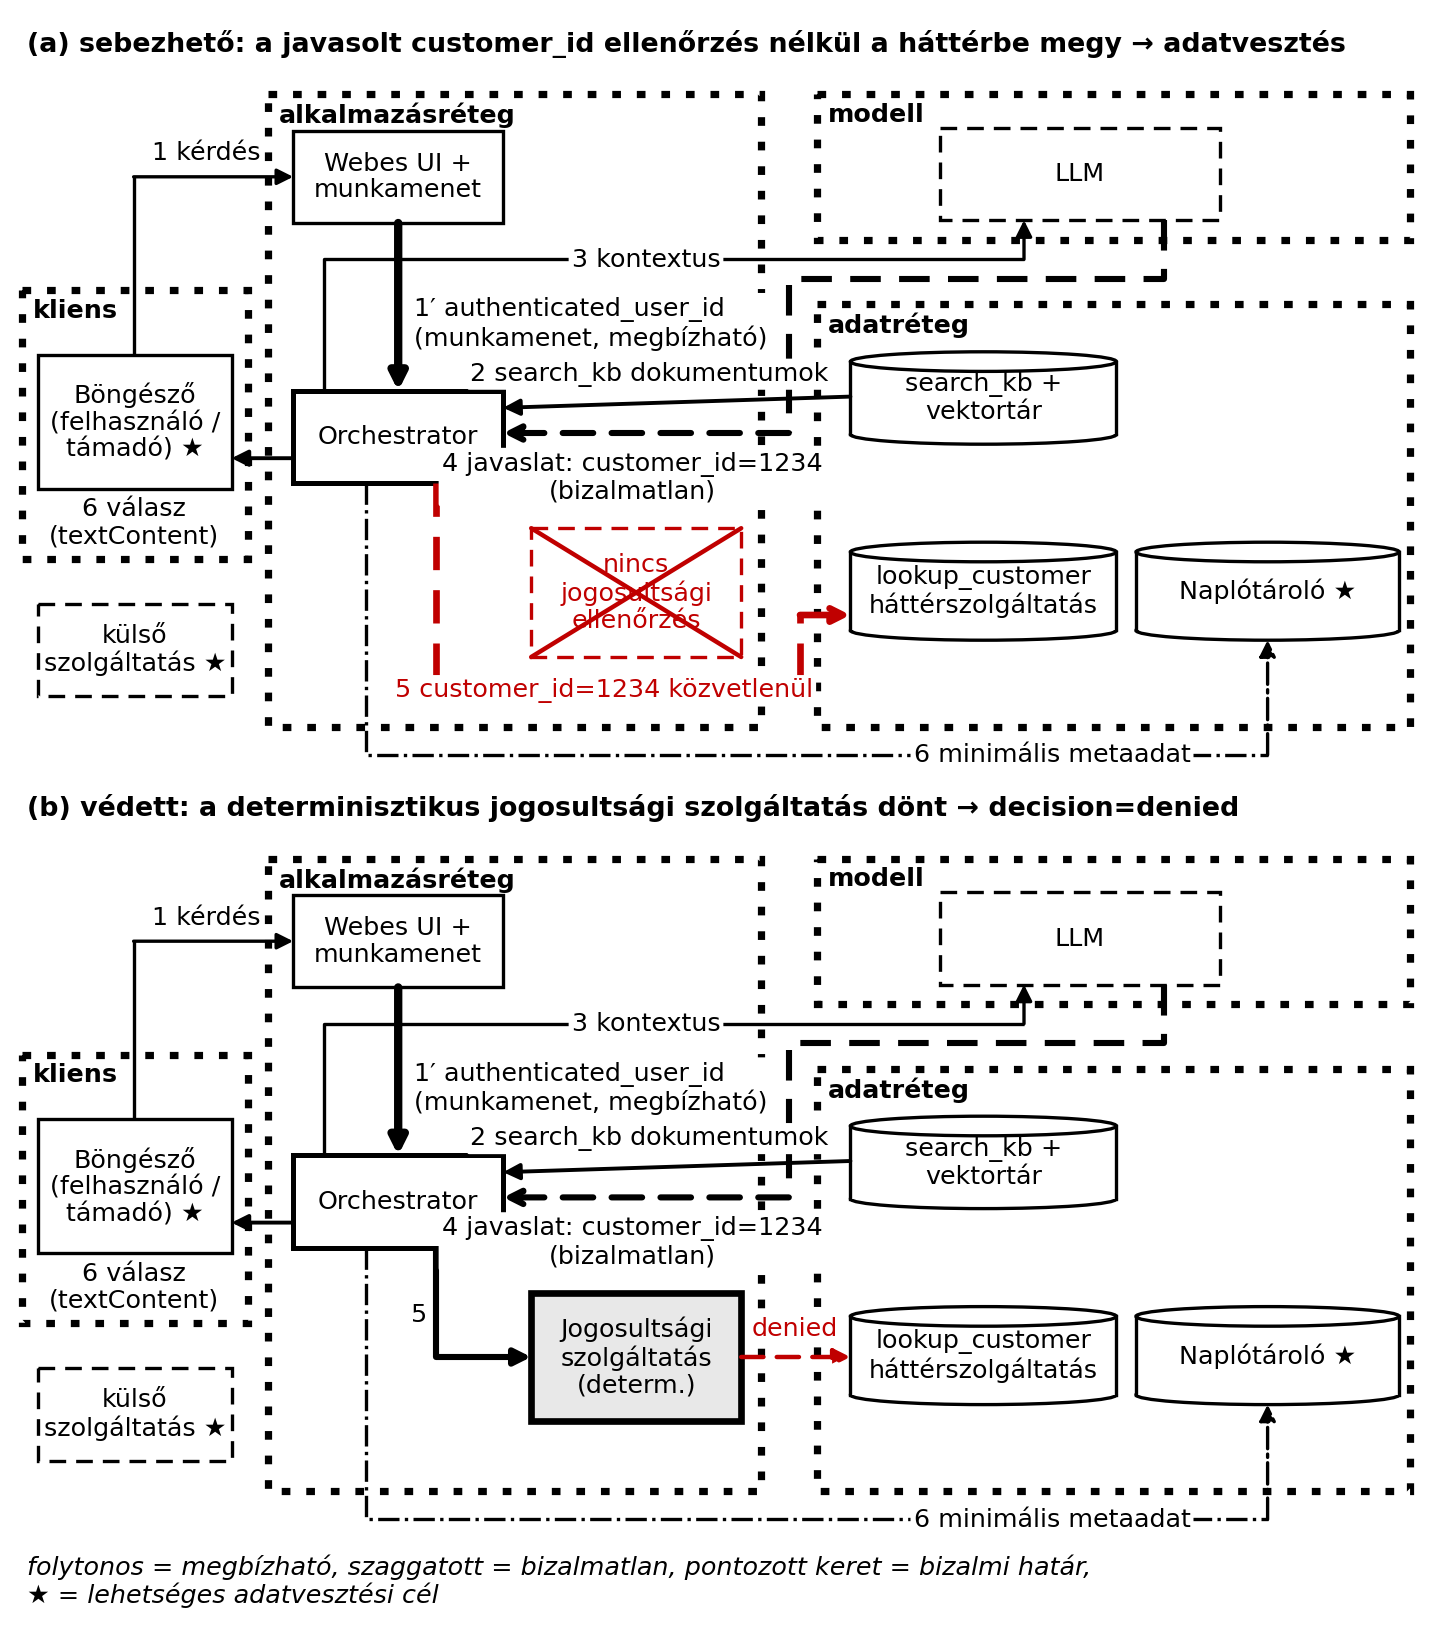 (a) sebezhető: a javasolt customer_id ellenőrzés nélkül a háttérbe megy → adatvesztés
alkalmazásréteg
modell
1 kérdés
Webes UI +
munkamenet
LLM
3 kontextus
kliens
1′ authenticated_user_id
(munkamenet, megbízható)
adatréteg
2 search_kb dokumentumok
search_kb +
vektortár
Böngésző
(felhasználó /
támadó) ★
Orchestrator
4 javaslat: customer_id=1234
(bizalmatlan)
6 válasz
(textContent)
nincs
jogosultsági
ellenőrzés
lookup_customer
háttérszolgáltatás
Naplótároló ★
külső
szolgáltatás ★
5 customer_id=1234 közvetlenül
6 minimális metaadat
(b) védett: a determinisztikus jogosultsági szolgáltatás dönt → decision=denied
alkalmazásréteg
modell
1 kérdés
Webes UI +
munkamenet
LLM
3 kontextus
kliens
1′ authenticated_user_id
(munkamenet, megbízható)
adatréteg
2 search_kb dokumentumok
search_kb +
vektortár
Böngésző
(felhasználó /
támadó) ★
Orchestrator
4 javaslat: customer_id=1234
(bizalmatlan)
6 válasz
(textContent)
5
Jogosultsági
szolgáltatás
(determ.)
denied
lookup_customer
háttérszolgáltatás
Naplótároló ★
külső
szolgáltatás ★
6 minimális metaadat
folytonos = megbízható, szaggatott = bizalmatlan, pontozott keret = bizalmi határ,
★ = lehetséges adatvesztési cél